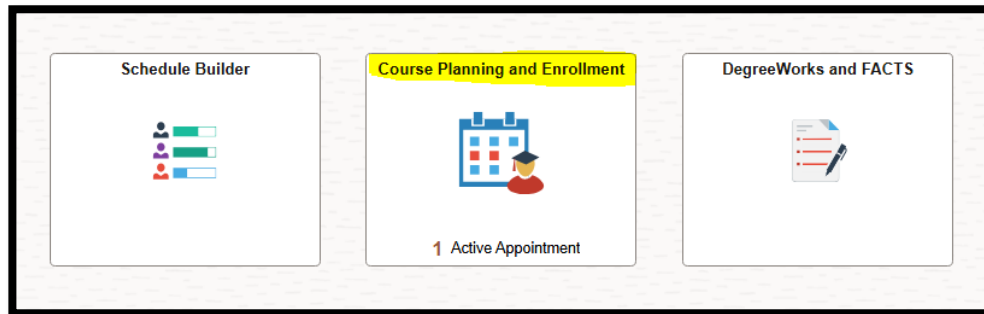 Schedule Builder
Course Planning and Enrollment
DegreeWorks and FACTS
1 Active Appointment